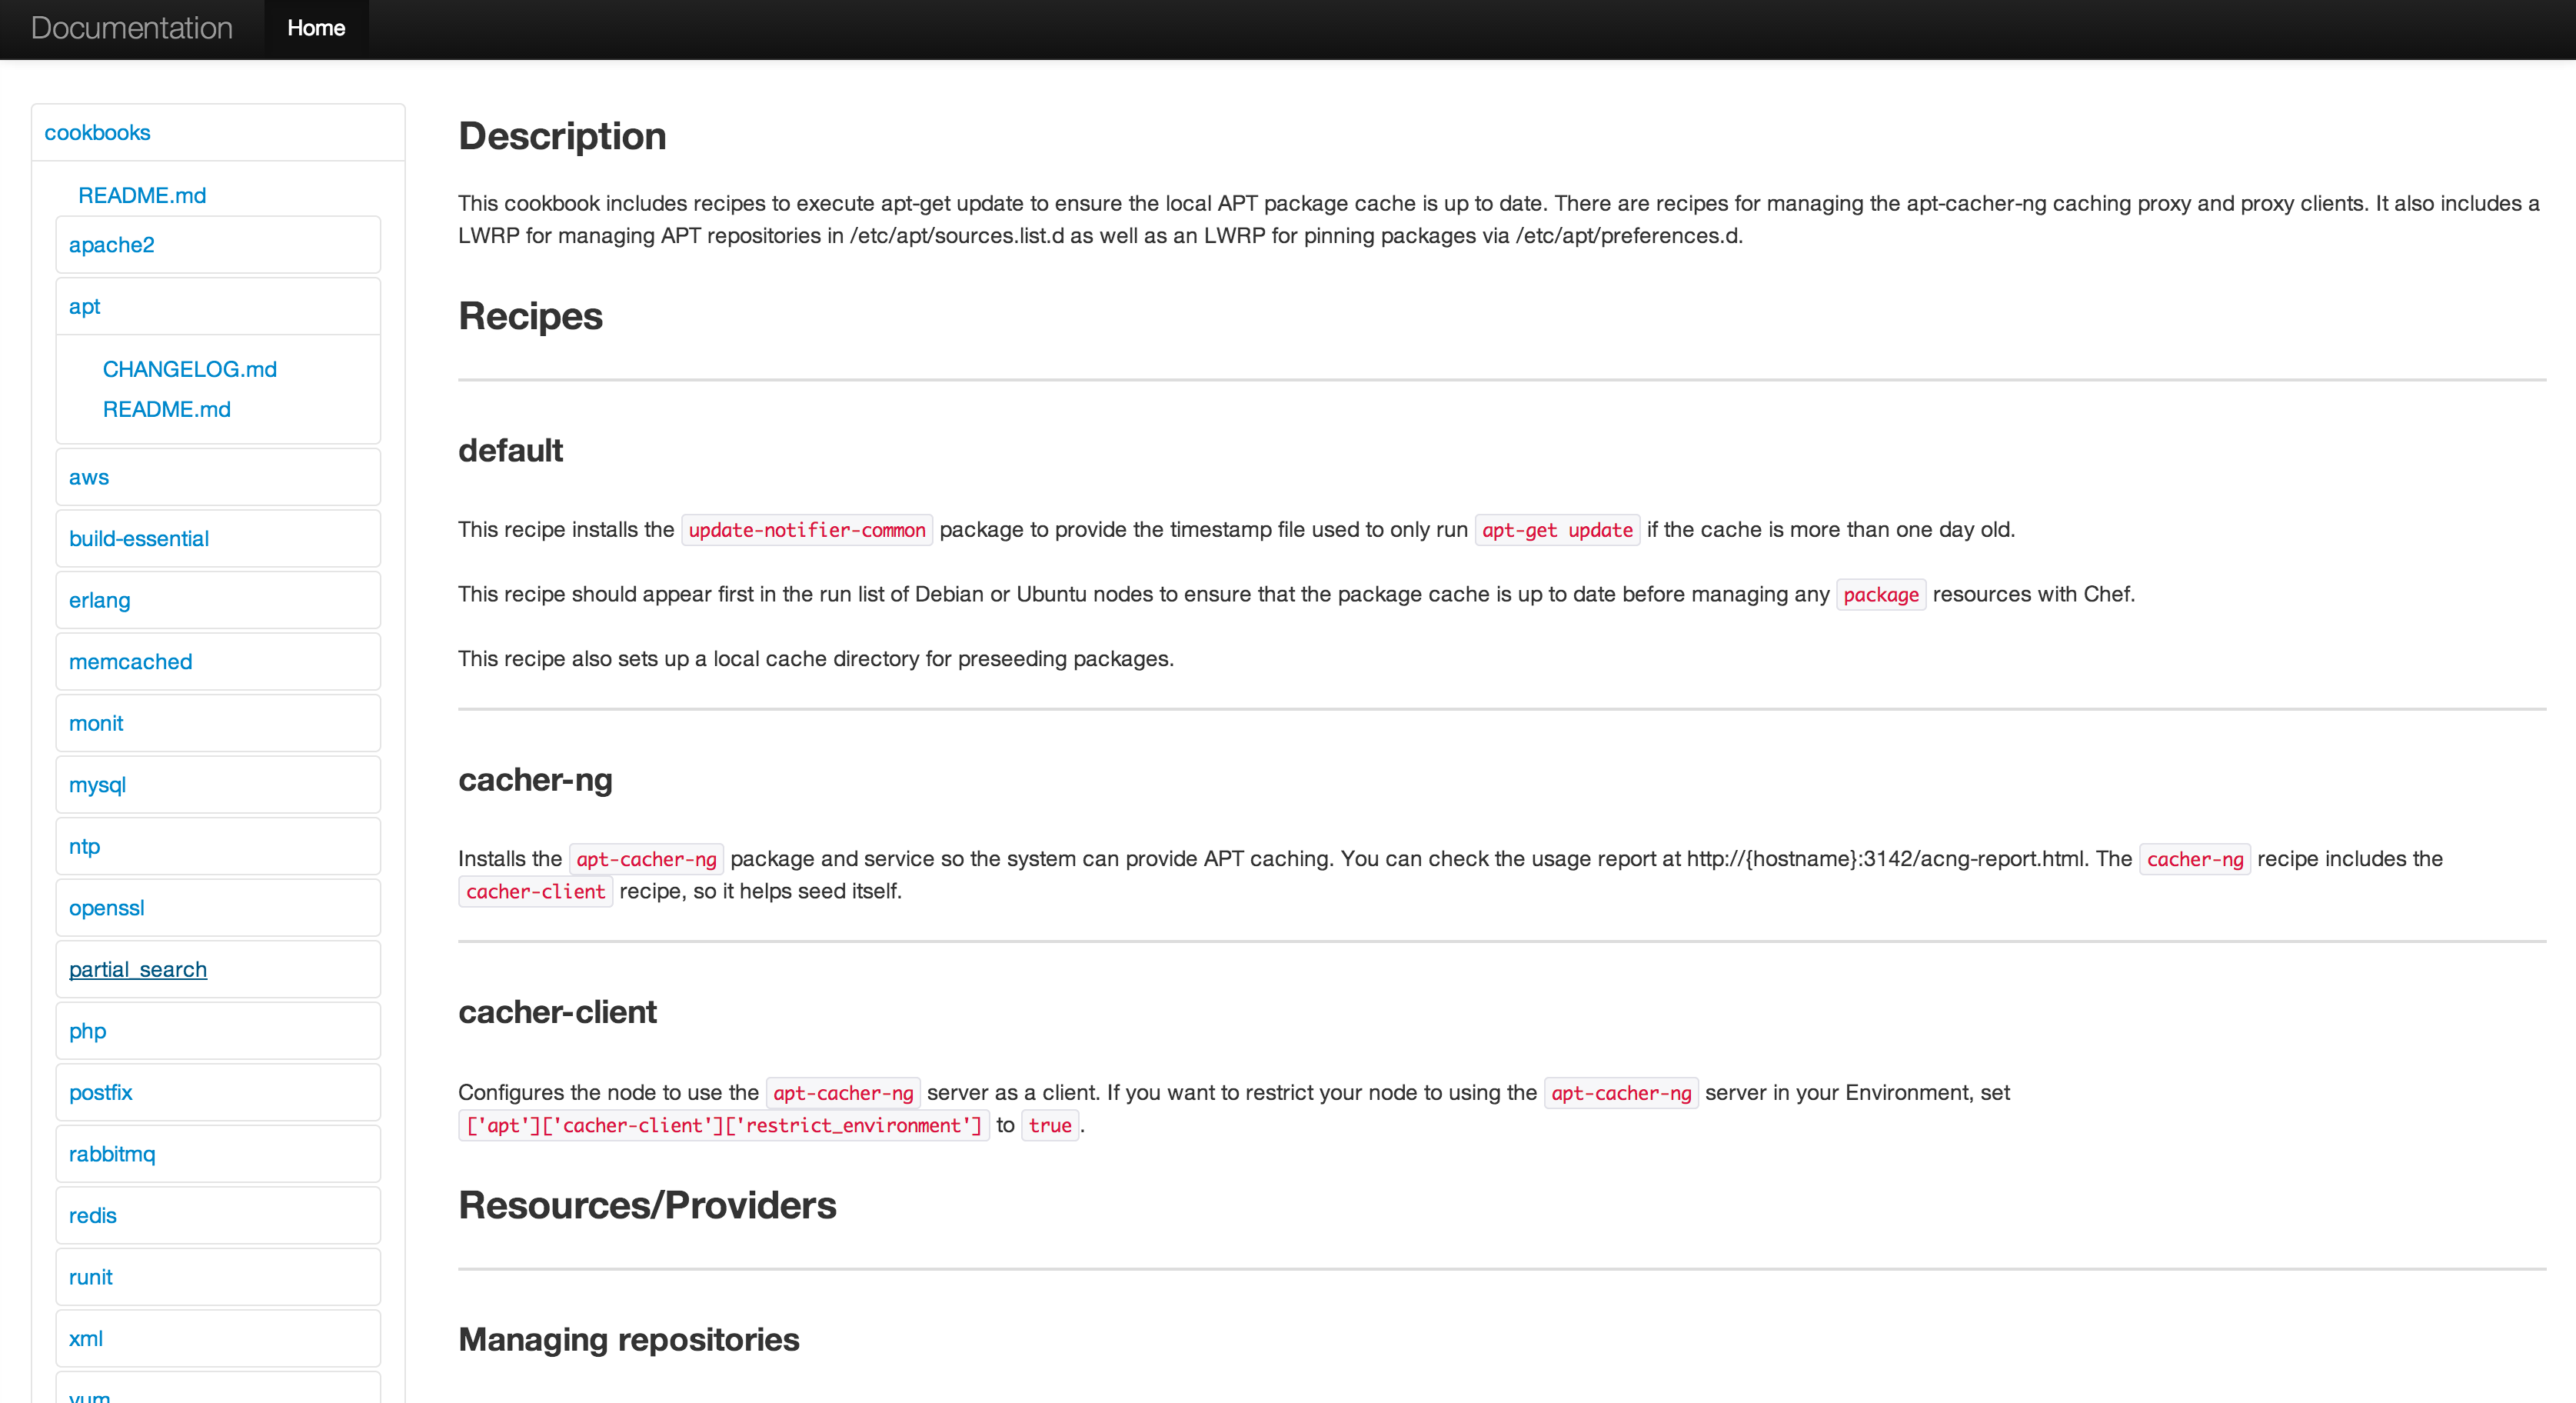 Documentation Home
cookbooks
README.md
apache2
apt
CHANGELOG.md
README.md
aws
build-essential
erlang
memcached
monit
mysql
ntp
openssl
partial_search
php
postfix
rabbitmq
redis
runit
xml
yum
Description
This cookbook includes recipes to execute apt-get update to ensure the local APT package cache is up to date. There are recipes for managing the apt-cacher-ng caching proxy and proxy clients. It also includes a
LWRP for managing APT repositories in /etc/apt/sources.list.d as well as an LWRP for pinning packages via /etc/apt/preferences.d.
Recipes
default
This recipe installs the update-notifier-common package to provide the timestamp file used to only run apt-get update if the cache is more than one day old.
This recipe should appear first in the run list of Debian or Ubuntu nodes to ensure that the package cache is up to date before managing any package resources with Chef.
This recipe also sets up a local cache directory for preseeding packages.
cacher-ng
Installs the apt-cacher-ng package and service so the system can provide APT caching. You can check the usage report at http://{hostname}:3142/acng-report.html. The cacher-ng recipe includes the
cacher-client recipe, so it helps seed itself.
cacher-client
Configures the node to use the apt-cacher-ng server as a client. If you want to restrict your node to using the apt-cacher-ng server in your Environment, set
['apt']['cacher-client']['restrict_environment'] to true.
Resources/Providers
Managing repositories